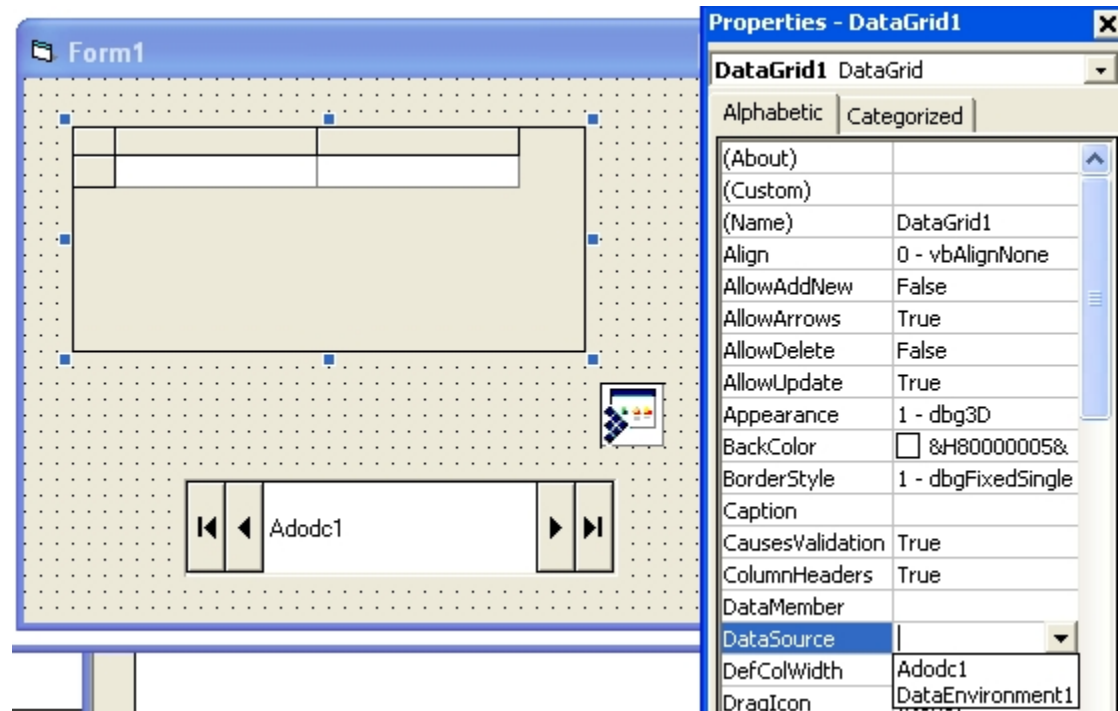 Form1
Adodc1
Properties - DataGrid1
DataGrid1 DataGrid
Alphabetic Categorized
(About)
(Custom)
(Name) DataGrid1
Align 0 - vbAlignNone
AllowAddNew False
AllowArrows True
AllowDelete False
AllowUpdate True
Appearance 1 - dbg3D
BackColor &H80000005&
BorderStyle 1 - dbgFixedSingle
Caption
CausesValidation True
ColumnHeaders True
DataMember
DataSource
DefColWidth Adodc1
DragIcon DataEnvironment1